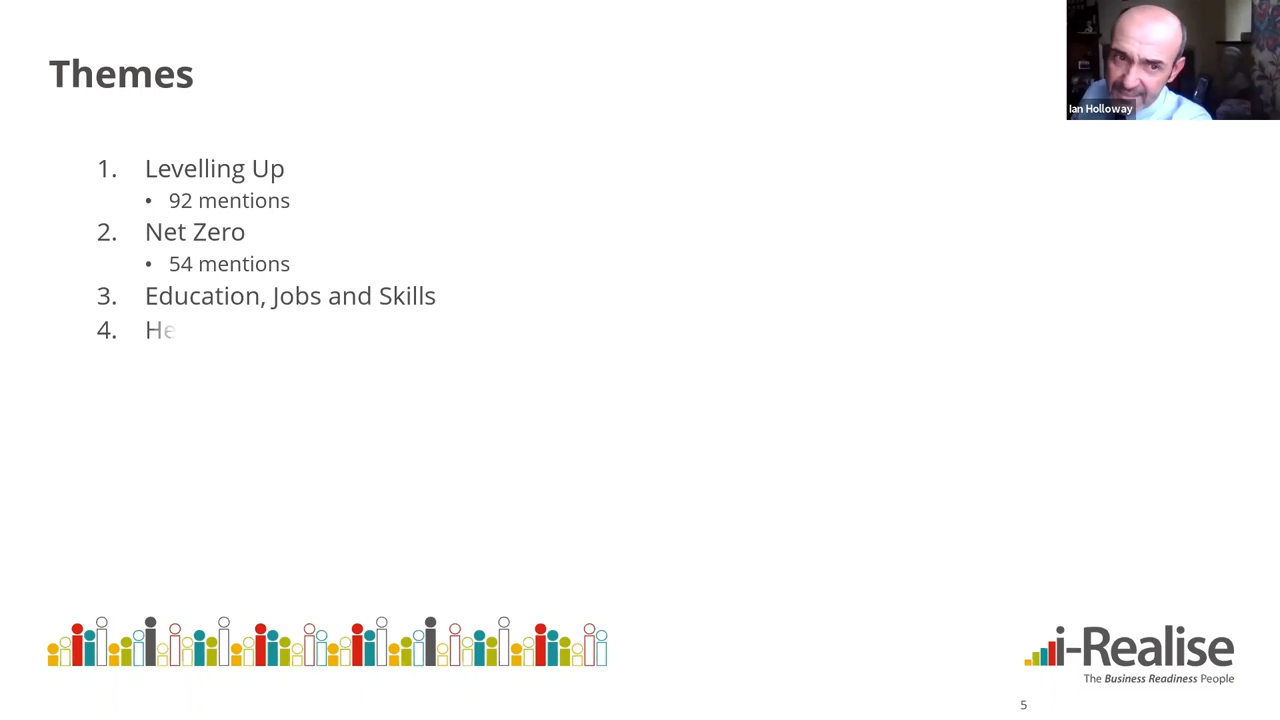 Themes
Ian Holloway
1. Levelling Up
• 92 mentions
2. Net Zero
• 54 mentions
3. Education, Jobs and Skills
4. He
i-Realise
The Business Readiness People
5